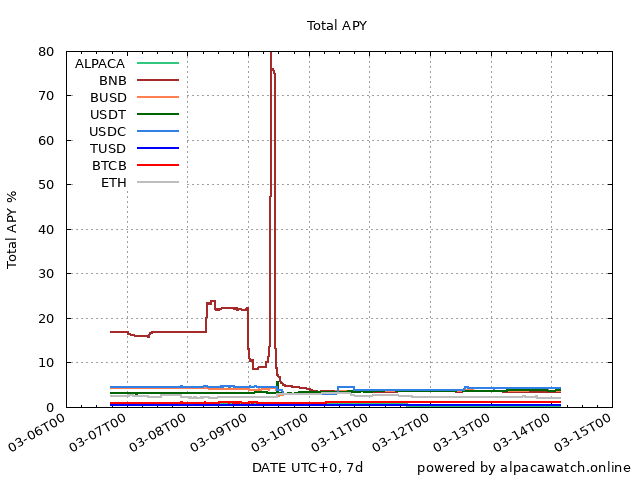 Total APY
80
70
60
50
40
30
20
10
0
Total APY %
ALPACA
BNB
BUSD
USDT
USDC
TUSD
BTCB
ETH
03-06T00
03-07T00
03-08T00
03-09T00
03-10T00
03-11T00
03-12T00
03-13T00
03-14T00
03-15T00
DATE UTC+0, 7d
powered by alpacawatch.online